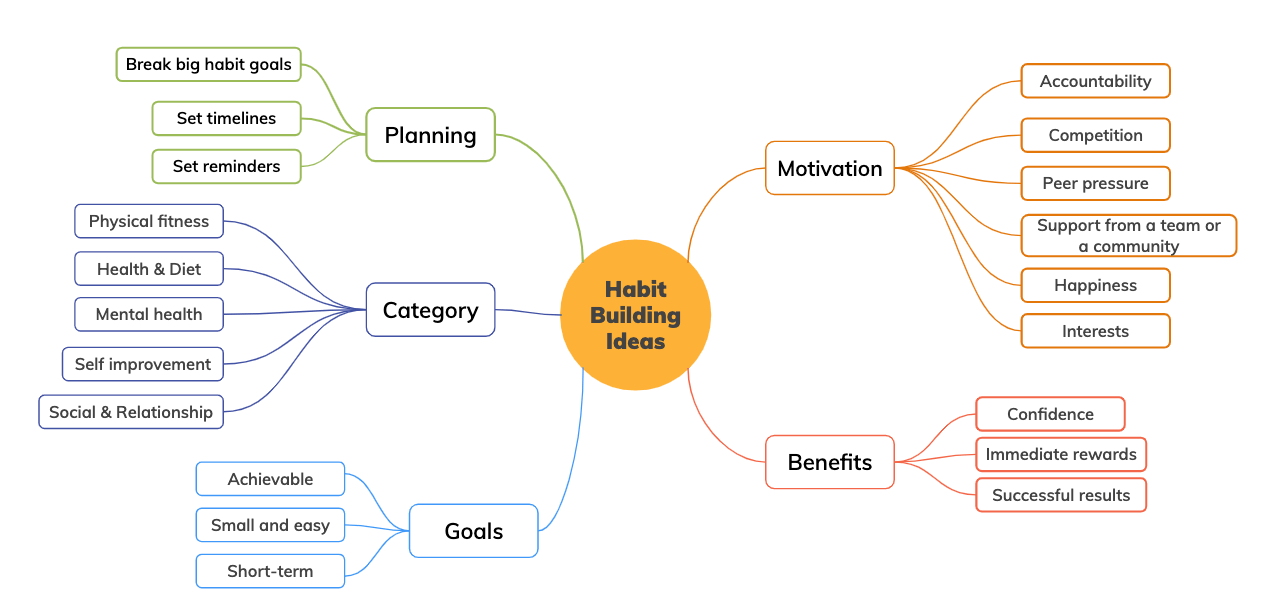 Habit
Building
Ideas
Planning
Break big habit goals
Set timelines
Set reminders
Category
Physical fitness
Health & Diet
Mental health
Self improvement
Social & Relationship
Goals
Achievable
Small and easy
Short-term
Motivation
Accountability
Competition
Peer pressure
Support from a team or
a community
Happiness
Interests
Benefits
Confidence
Immediate rewards
Successful results